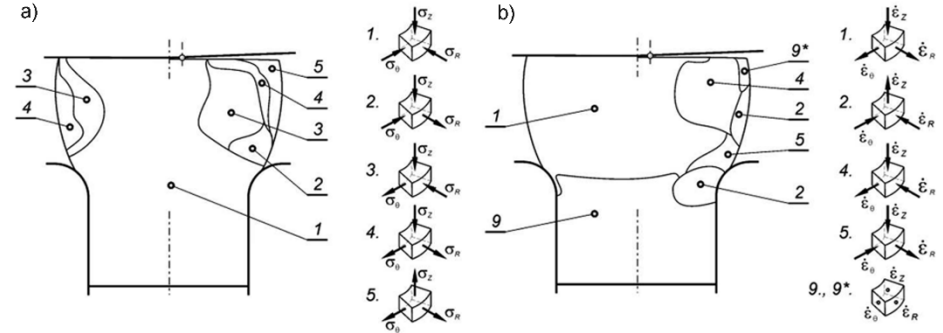 a)
3
4
5
4
3
2
1
1.
σZ
σθ
σR
2.
σZ
σθ
σR
3.
σZ
σθ
σR
4.
σZ
σθ
σR
5.
σZ
σθ
σR
b)
1
9
9*
4
2
5
2
1.
ε̇Z
ε̇θ
ε̇R
2.
ε̇Z
ε̇θ
ε̇R
4.
ε̇Z
ε̇θ
ε̇R
5.
ε̇Z
ε̇θ
ε̇R
9., 9*.
ε̇Z
ε̇θ
ε̇R